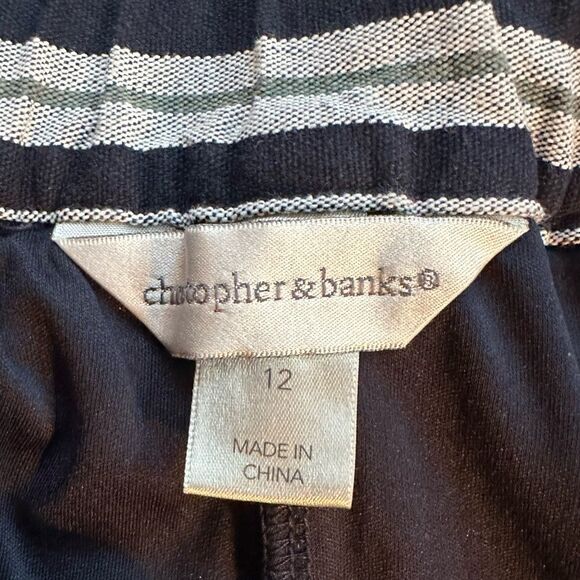 christopher & banks®
12
MADE IN
CHINA